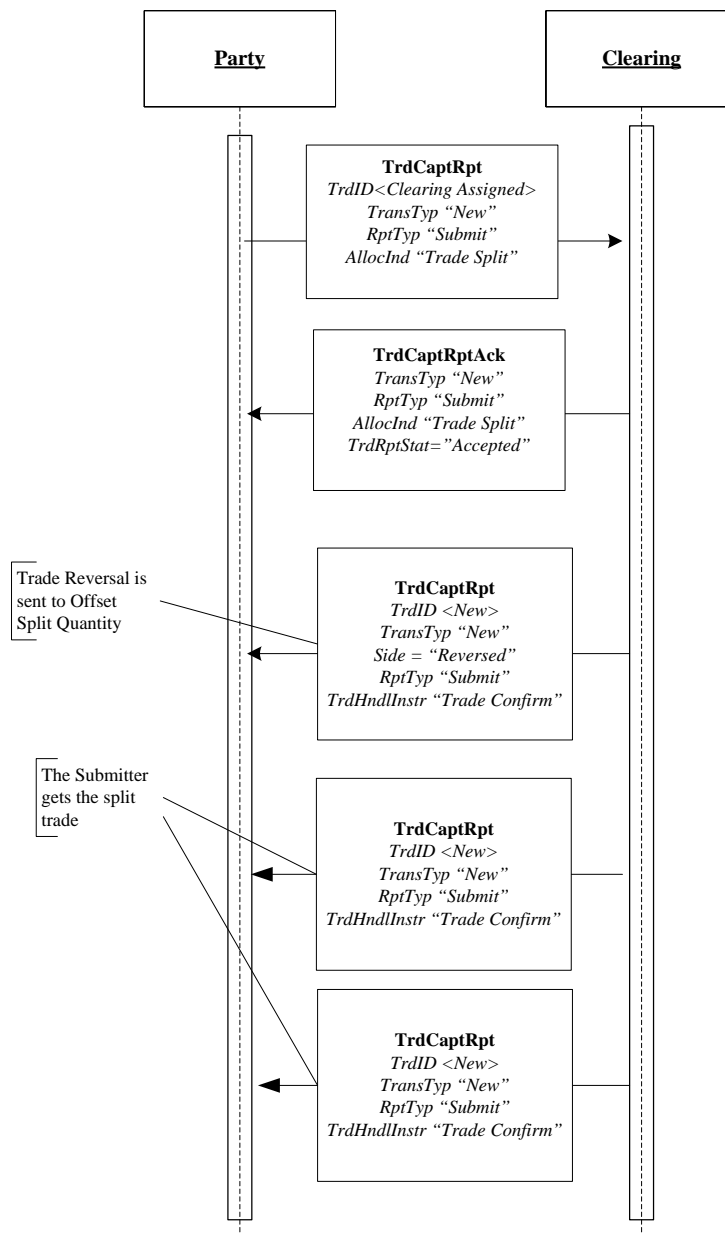 Party
Clearing
TrdCaptRpt
TrdID<Clearing Assigned>
TransTyp “New”
RptTyp “Submit”
AllocInd “Trade Split”
TrdCaptRptAck
TransTyp “New”
RptTyp “Submit”
AllocInd “Trade Split”
TrdRptStat=”Accepted”
Trade Reversal is
sent to Offset
Split Quantity
TrdCaptRpt
TrdID <New>
TransTyp “New”
Side = “Reversed”
RptTyp “Submit”
TrdHndlInstr “Trade Confirm”
The Submitter
gets the split
trade
TrdCaptRpt
TrdID <New>
TransTyp “New”
RptTyp “Submit”
TrdHndlInstr “Trade Confirm”
TrdCaptRpt
TrdID <New>
TransTyp “New”
RptTyp “Submit”
TrdHndlInstr “Trade Confirm”